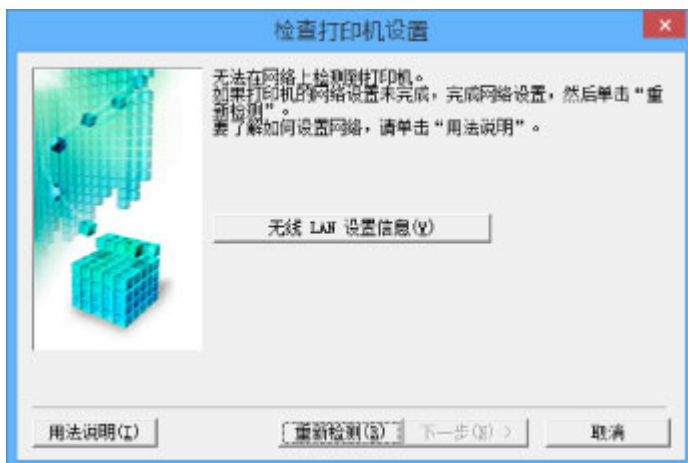 检查打印机设置
无法在网络上检测到打印机。
如果打印机的网络设置未完成，完成网络设置，然后单击“重
新检测”。
要了解如何设置网络，请单击“用法说明”。
无线 LAN 设置信息(V)
用法说明(I)
重新检测(R)
下一步(N) >
取消